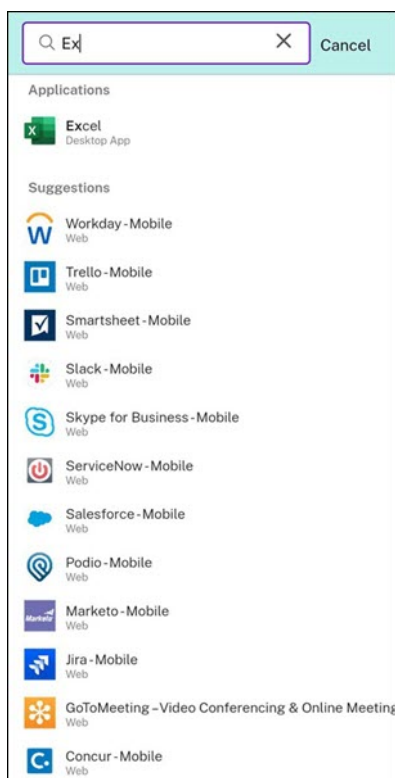 Ex
Cancel
Applications
Excel
Desktop App
Suggestions
Workday - Mobile
Web
Trello - Mobile
Web
Smartsheet - Mobile
Web
Slack - Mobile
Web
Skype for Business - Mobile
Web
ServiceNow - Mobile
Web
Salesforce - Mobile
Web
Podio - Mobile
Web
Marketo
Marketo - Mobile
Web
Jira - Mobile
Web
GoToMeeting – Video Conferencing & Online Meeting
Web
Concur - Mobile
Web